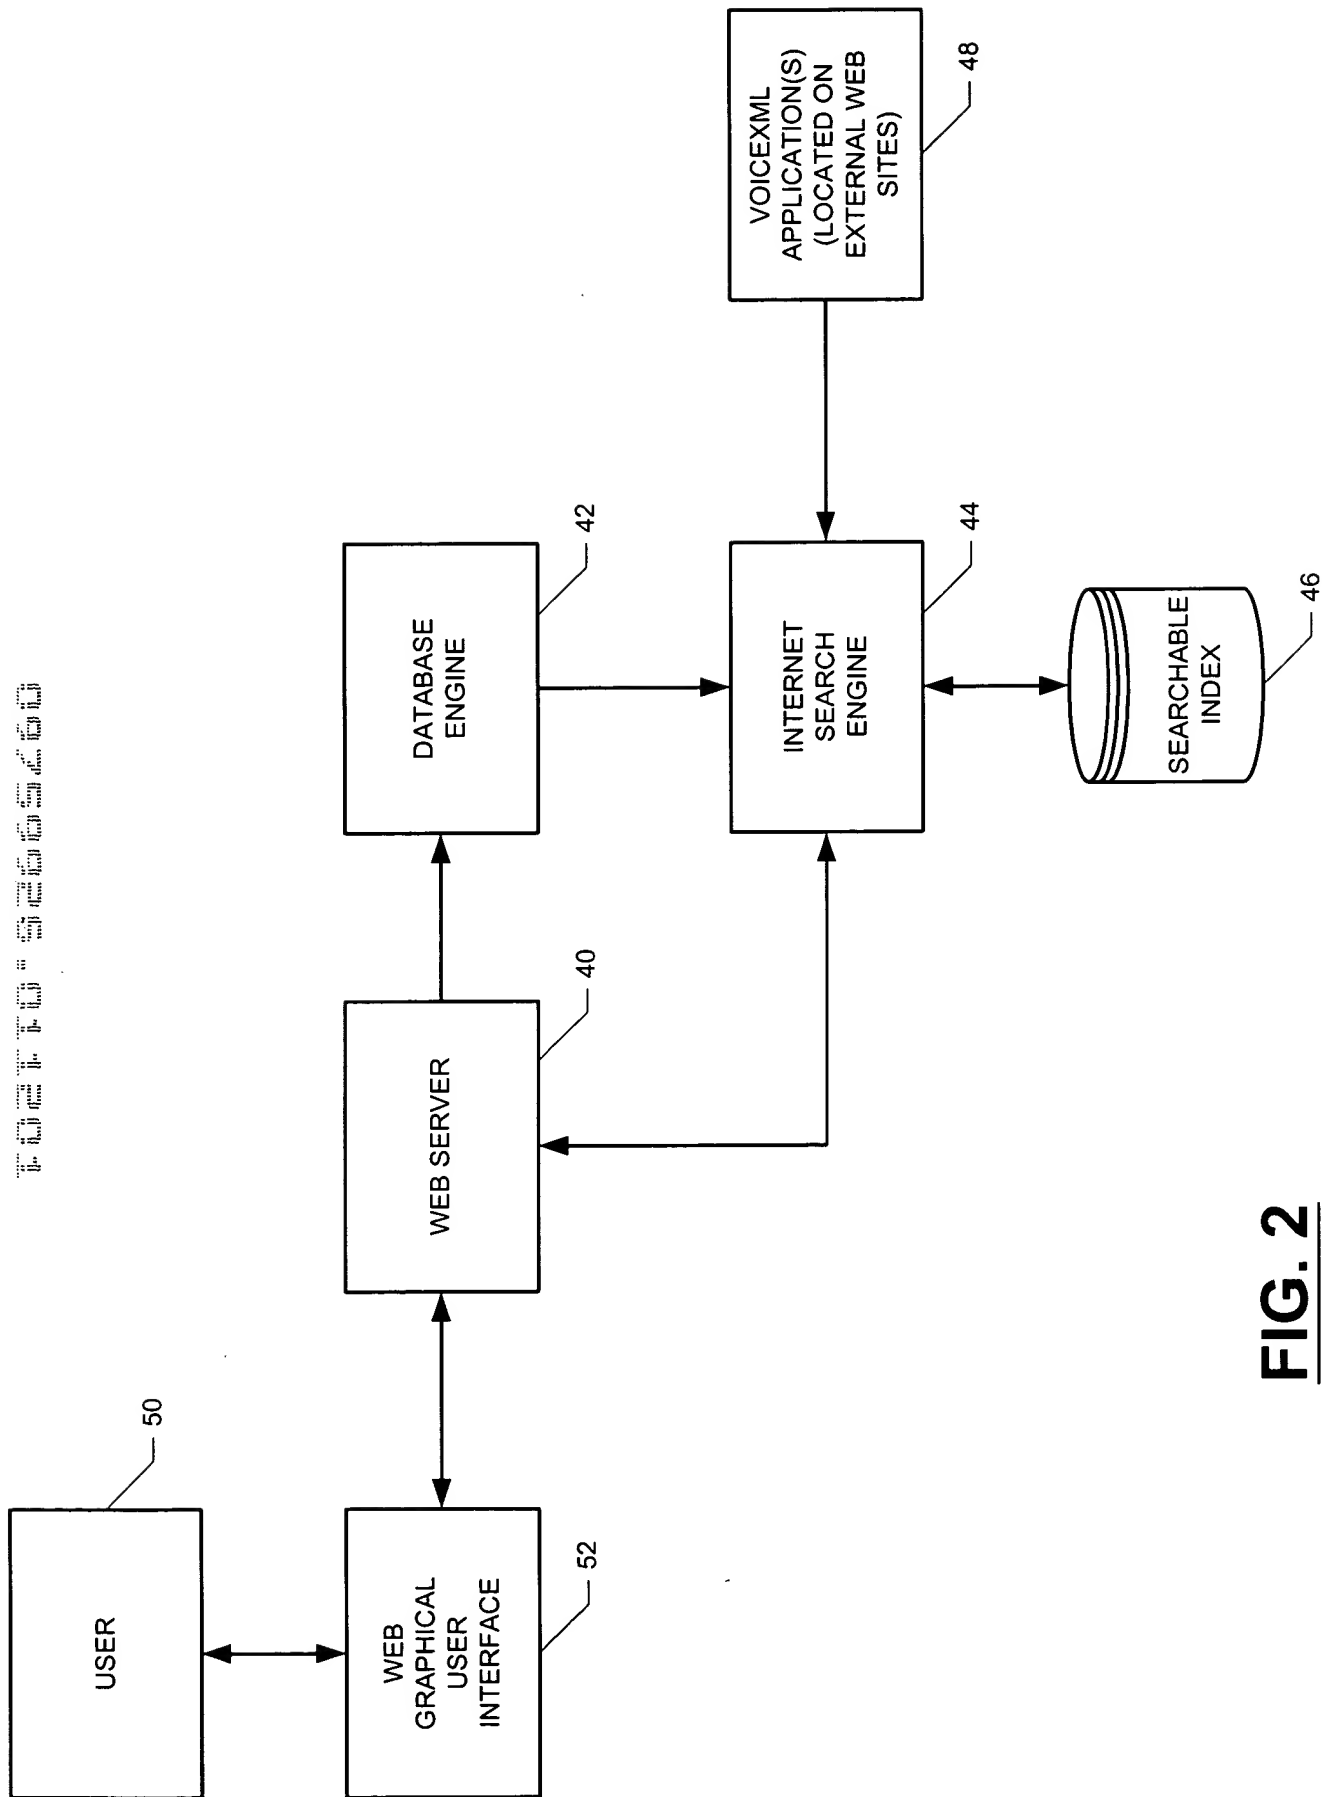 USER
50
WEB
GRAPHICAL
USER
INTERFACE
52
WEB SERVER
40
DATABASE
ENGINE
42
INTERNET
SEARCH
ENGINE
44
SEARCHABLE
INDEX
46
VOICEXML
APPLICATION(S)
(LOCATED ON
EXTERNAL WEB
SITES)
48
FIG. 2